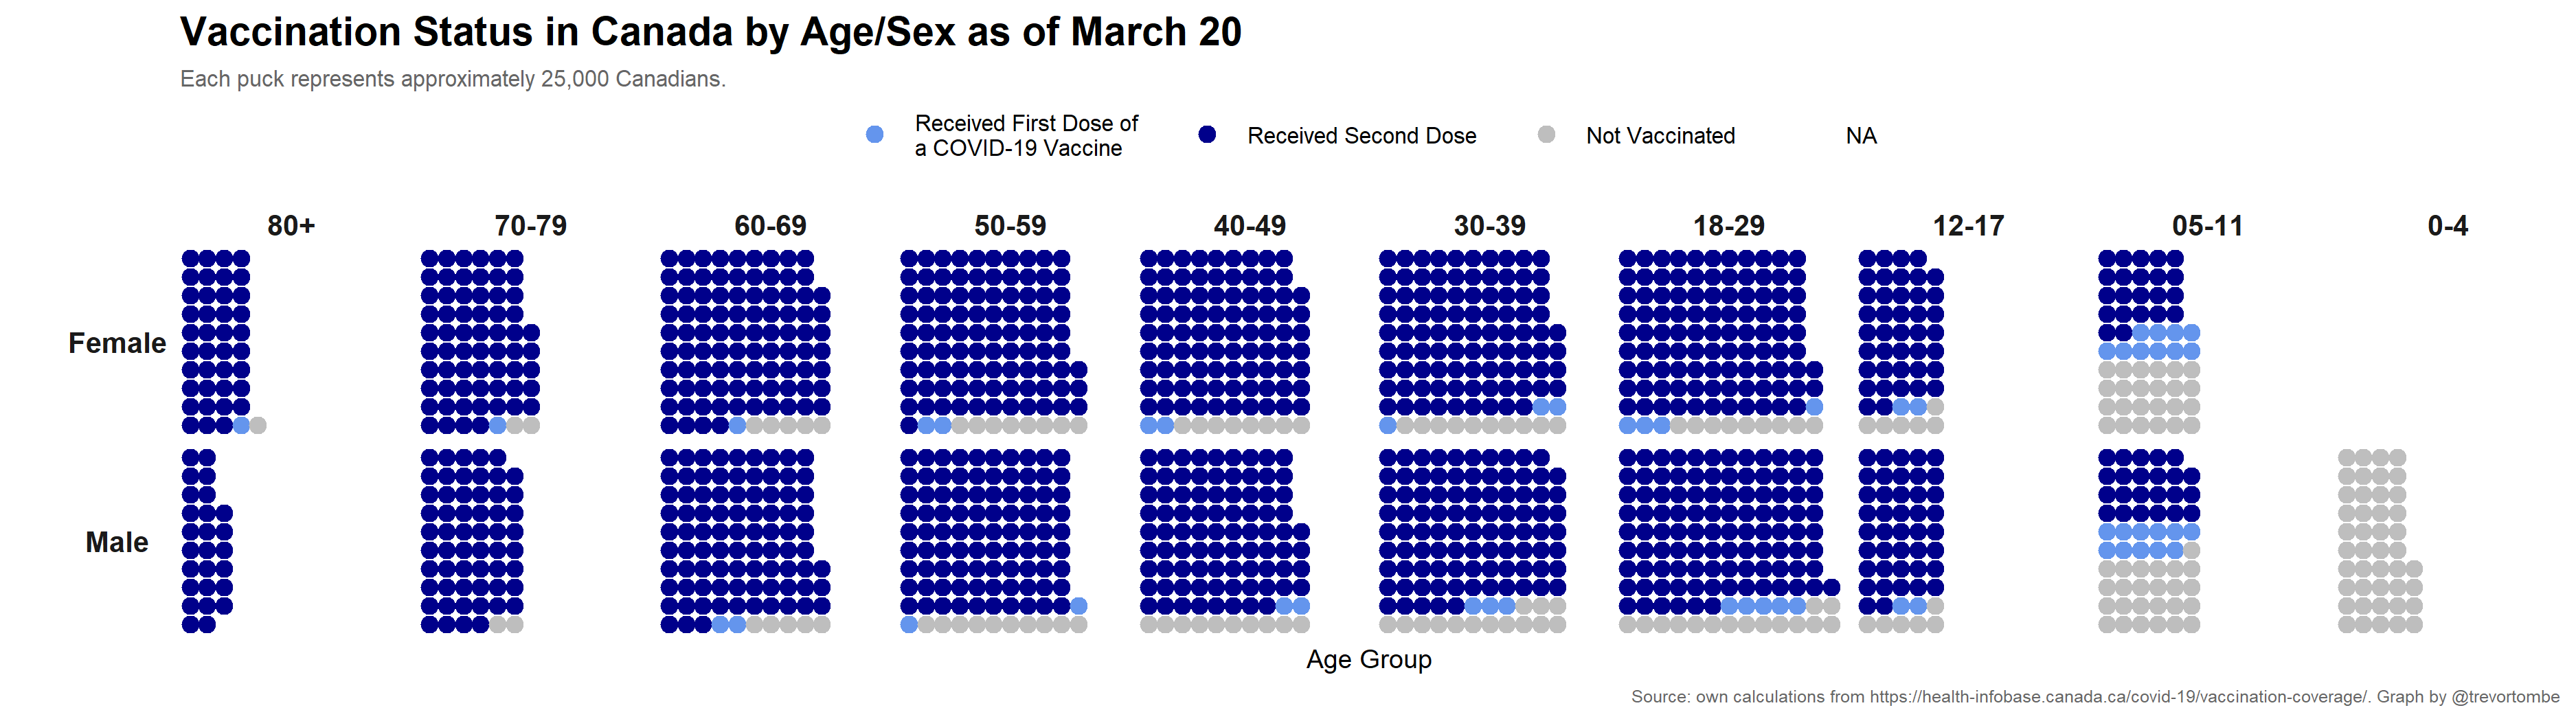 Vaccination Status in Canada by Age/Sex as of March 20
Each puck represents approximately 25,000 Canadians.
Received First Dose of
a COVID-19 Vaccine
Received Second Dose
Not Vaccinated
NA
80+ 70-79 60-69 50-59 40-49 30-39 18-29 12-17 05-11 0-4
Female
Male
Age Group
Source: own calculations from https://health-infobase.canada.ca/covid-19/vaccination-coverage/. Graph by @trevortombe